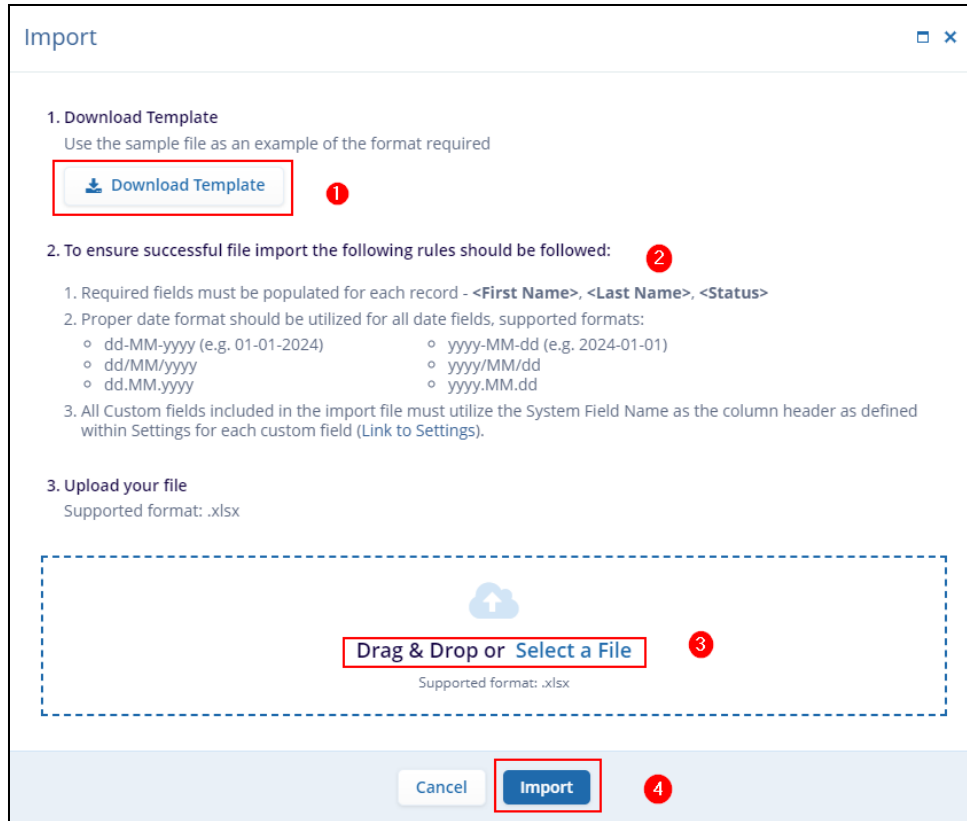 Import
1. Download Template
Use the sample file as an example of the format required
Download Template
1
2. To ensure successful file import the following rules should be followed:
2
1. Required fields must be populated for each record - <First Name>, <Last Name>, <Status>
2. Proper date format should be utilized for all date fields, supported formats:
dd-MM-yyyy (e.g. 01-01-2024)
dd/MM/yyyy
dd.MM.yyyy
yyyy-MM-dd (e.g. 2024-01-01)
yyyy/MM/dd
yyyy.MM.dd
3. All Custom fields included in the import file must utilize the System Field Name as the column header as defined
within Settings for each custom field (Link to Settings).
3. Upload your file
Supported format: .xlsx
Drag & Drop or Select a File
3
Supported format: .xlsx
Cancel
Import
4